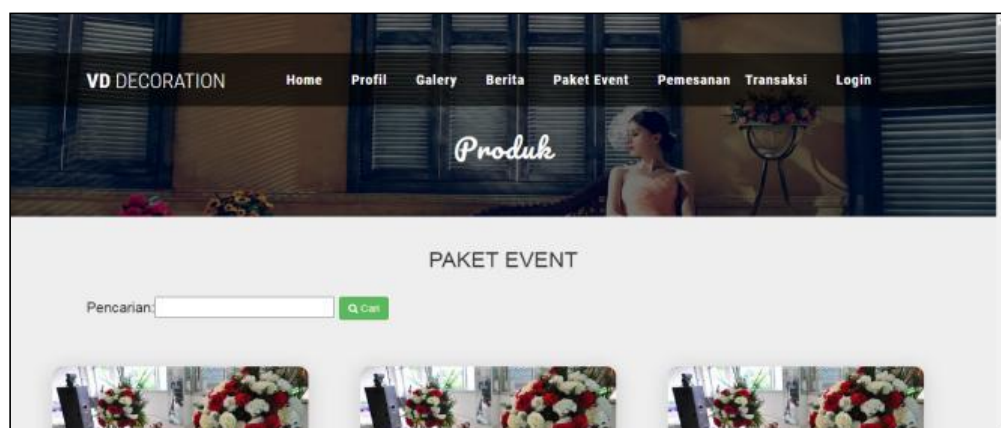 VD DECORATION Home Profil Galery Berita Paket Event Pemesanan Transaksi Login
Produk
PAKET EVENT
Pencarian: Cari